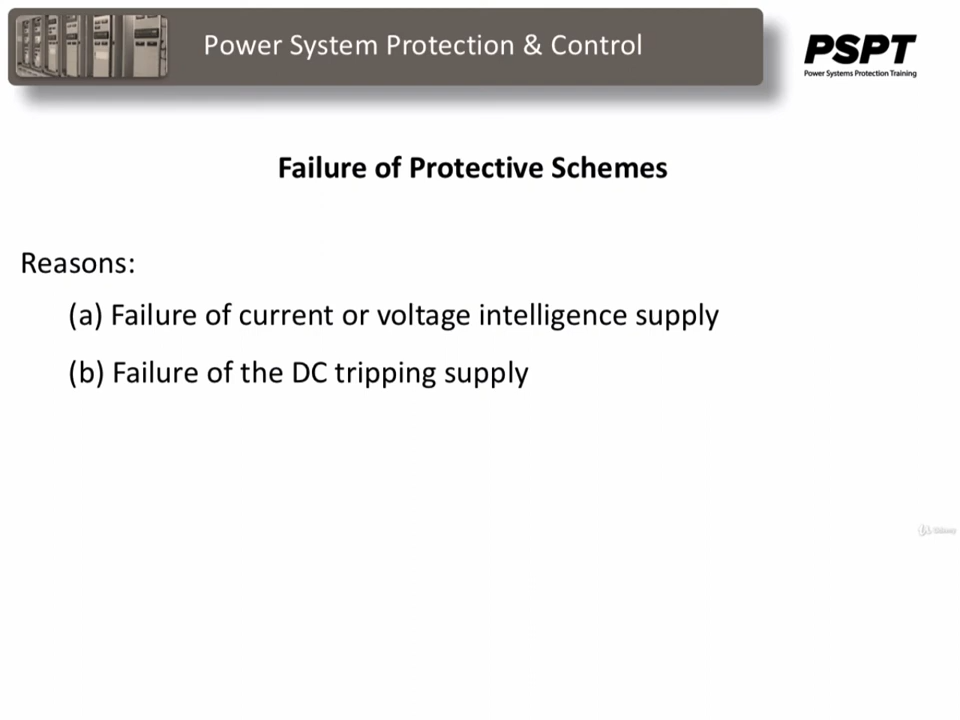 Power System Protection & Control
PSPT
Power Systems Protection Training
Failure of Protective Schemes
Reasons:
(a) Failure of current or voltage intelligence supply
(b) Failure of the DC tripping supply
Udemy